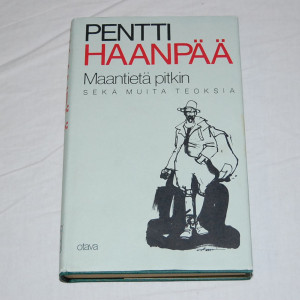 PENTTI
HAANPÄÄ
Maantietä pitkin
SEKÄ MUITA TEOKSIA
otava